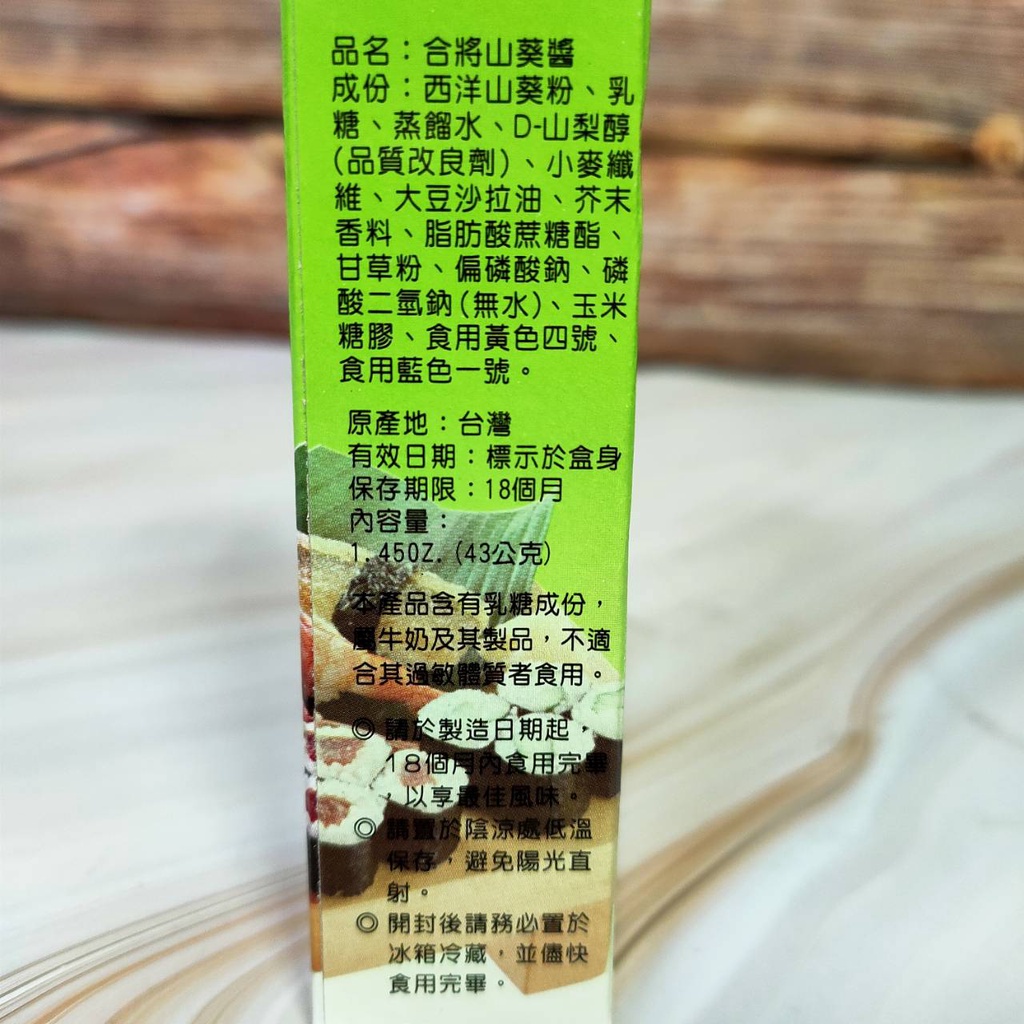 品名：合將山葵醬
成份：西洋山葵粉、乳
糖、蒸餾水、D-山梨醇
(品質改良劑)、小麥纖
維、大豆沙拉油、芥末
香料、脂肪酸蔗糖酯、
甘草粉、偏磷酸鈉、磷
酸二氫鈉(無水)、玉米
糖膠、食用黃色四號、
食用藍色一號。
原產地：台灣
有效日期：標示於盒身
保存期限：18個月
內容量：
1.45OZ.(43公克)
本產品含有乳糖成份，
屬牛奶及其製品，不適
合其過敏體質者食用。
◎ 請於製造日期起，
18個月內食用完畢
，以享最佳風味。
◎ 請置於陰涼處低溫
保存，避免陽光直
射。
◎ 開封後請務必置於
冰箱冷藏，並儘快
食用完畢。